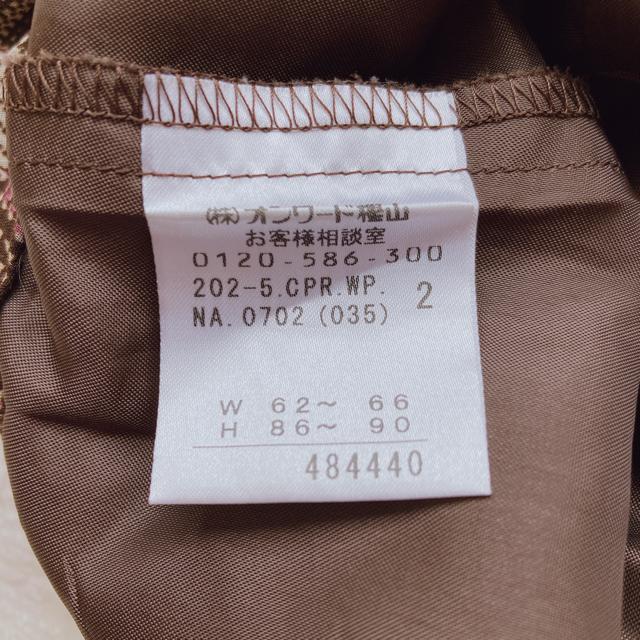 (株)オンワード樫山
お客様相談室
0120-586-300
202-5.CPR.WP. 2
NA.0702(035)
W 62~ 66
H 86~ 90
484440